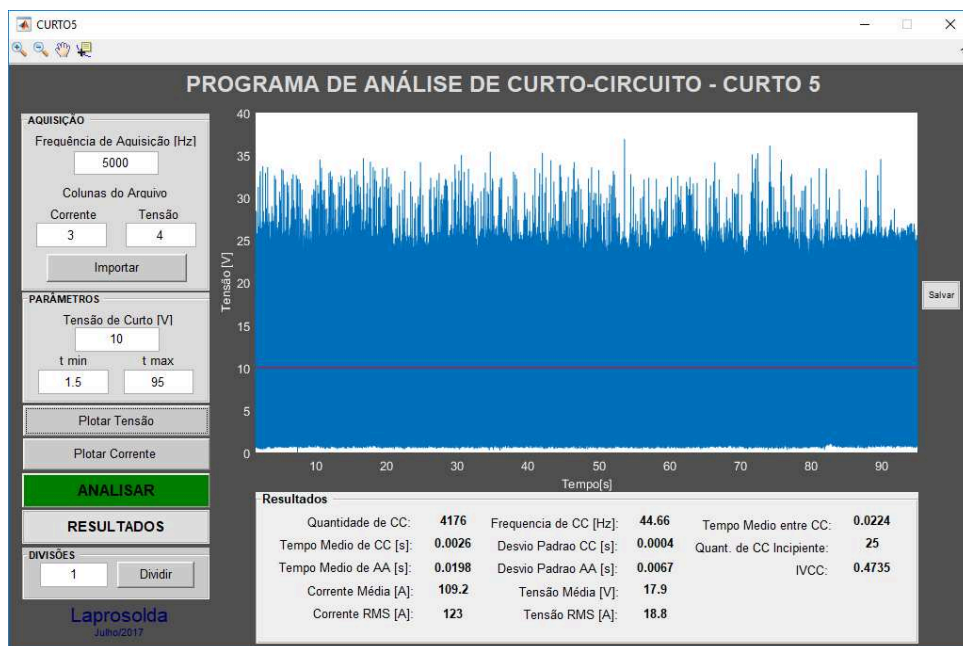 CURTO5
PROGRAMA DE ANÁLISE DE CURTO-CIRCUITO - CURTO 5
AQUISIÇÃO
Frequência de Aquisição [Hz]
5000
Colunas do Arquivo
Corrente Tensão
3 4
Importar
PARÂMETROS
Tensão de Curto [V]
10
t min t max
1.5 95
Plotar Tensão
Plotar Corrente
ANALISAR
RESULTADOS
DIVISÕES
1 Dividir
Laprosolda
Julho/2017
40
35
30
25
20
15
10
5
0
Tensão[V]
10 20 30 40 50 60 70 80 90
Tempo[s]
Salvar
Resultados
Quantidade de CC: 4176 Frequencia de CC [Hz]: 44.66 Tempo Medio entre CC: 0.0224
Tempo Medio de CC [s]: 0.0026 Desvio Padrao CC [s]: 0.0004 Quant. de CC Incipiente: 25
Tempo Medio de AA [s]: 0.0198 Desvio Padrao AA [s]: 0.0067 IVCC: 0.4735
Corrente Média [A]: 109.2 Tensão Média [V]: 17.9
Corrente RMS [A]: 123 Tensão RMS [A]: 18.8